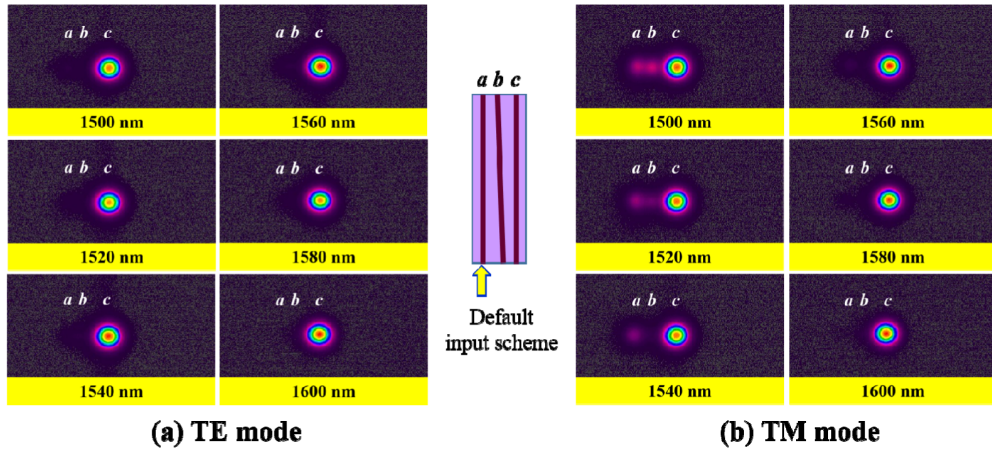 a b c
a b c
1500 nm
1560 nm
a b c
a b c
1520 nm
1580 nm
a b c
a b c
1540 nm
1600 nm
(a) TE mode
a b c
Default
input scheme
a b c
a b c
1500 nm
1560 nm
a b c
a b c
1520 nm
1580 nm
a b c
a b c
1540 nm
1600 nm
(b) TM mode